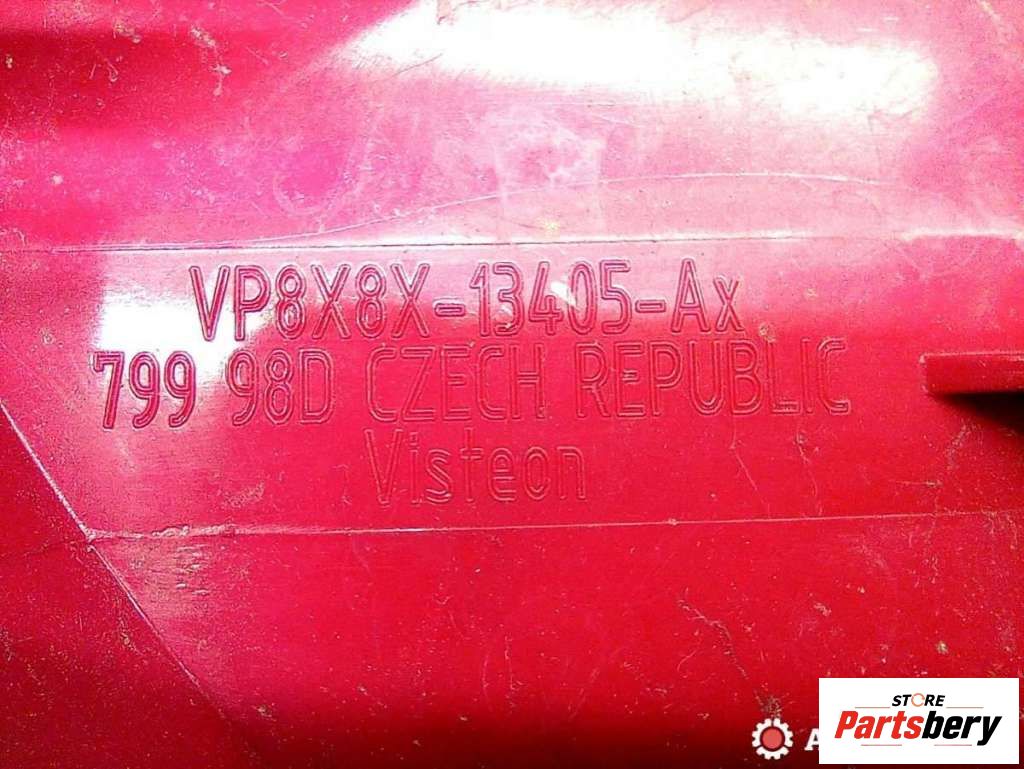 VP8X8X-13405-Ax
799 98D CZECH REPUBLIC
Visteon
STORE
Partsbery
A